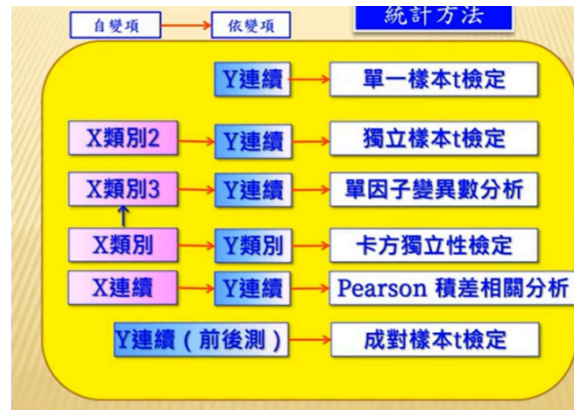 自變項 依變項 統計方法
Y連續 單一樣本t檢定
X類別2 Y連續 獨立樣本t檢定
X類別3 Y連續 單因子變異數分析
X類別 Y類別 卡方獨立性檢定
X連續 Y連續 Pearson 積差相關分析
Y連續 ( 前後測 ) 成對樣本t檢定